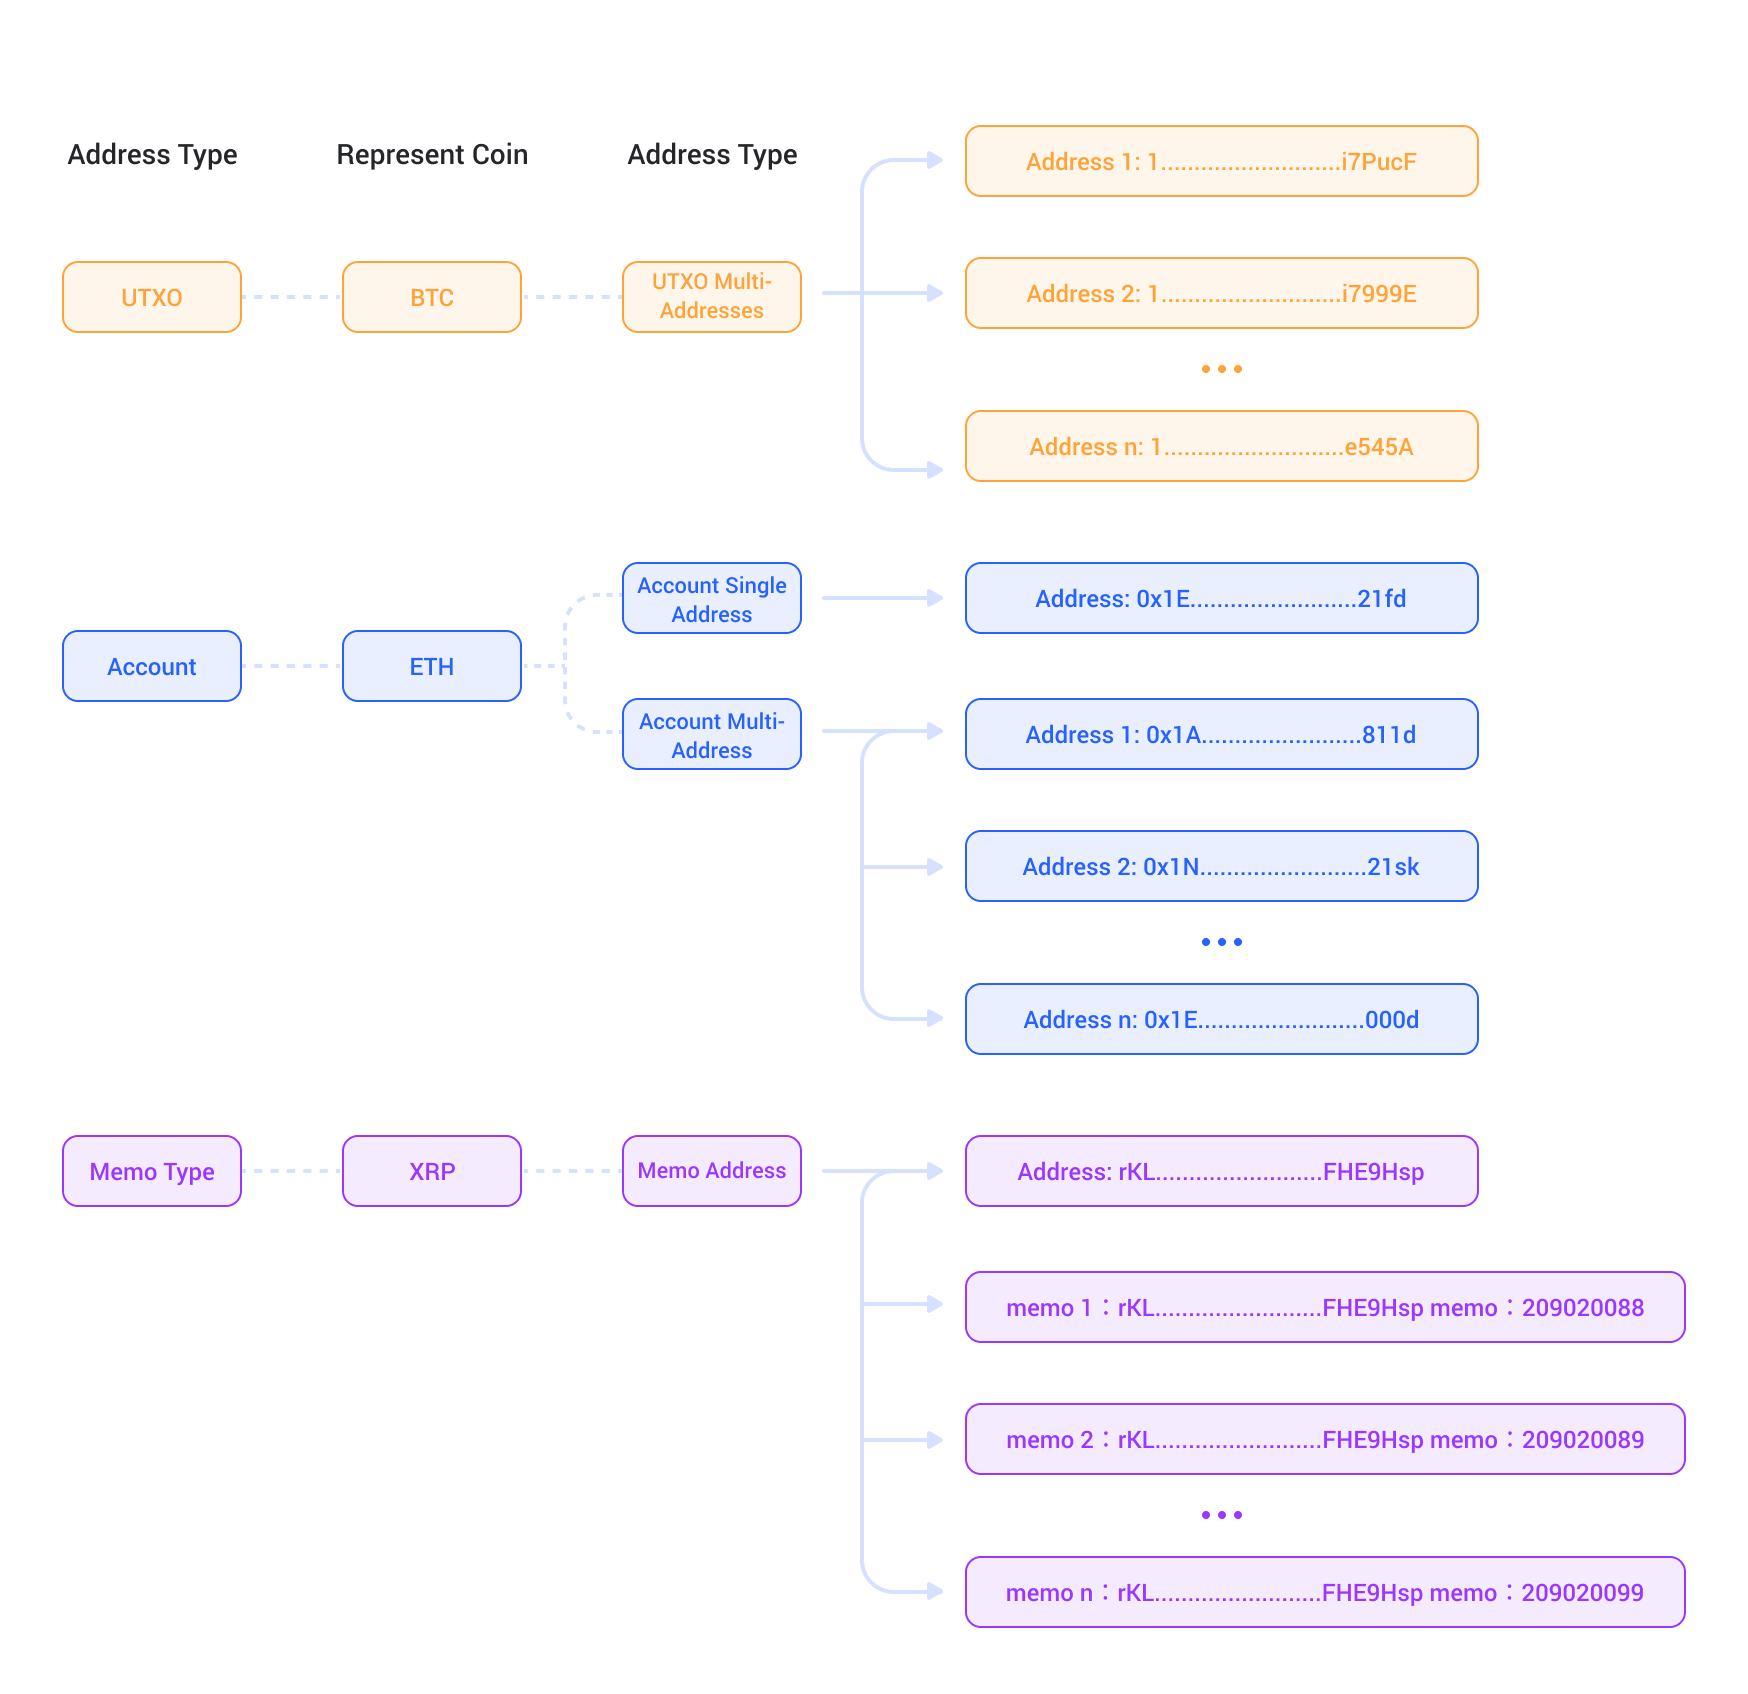 Address Type
Represent Coin
Address Type
UTXO
BTC
UTXO Multi-
Addresses
Address 1: 1...........................i7PucF
Address 2: 1...........................i7999E
Address n: 1...........................e545A
Account
ETH
Account Single
Address
Address: 0x1E.........................21fd
Account Multi-
Address
Address 1: 0x1A........................811d
Address 2: 0x1N.........................21sk
Address n: 0x1E.........................000d
Memo Type
XRP
Memo Address
Address: rKL.........................FHE9Hsp
memo 1：rKL.........................FHE9Hsp memo：209020088
memo 2：rKL.........................FHE9Hsp memo：209020089
memo n：rKL.........................FHE9Hsp memo：209020099